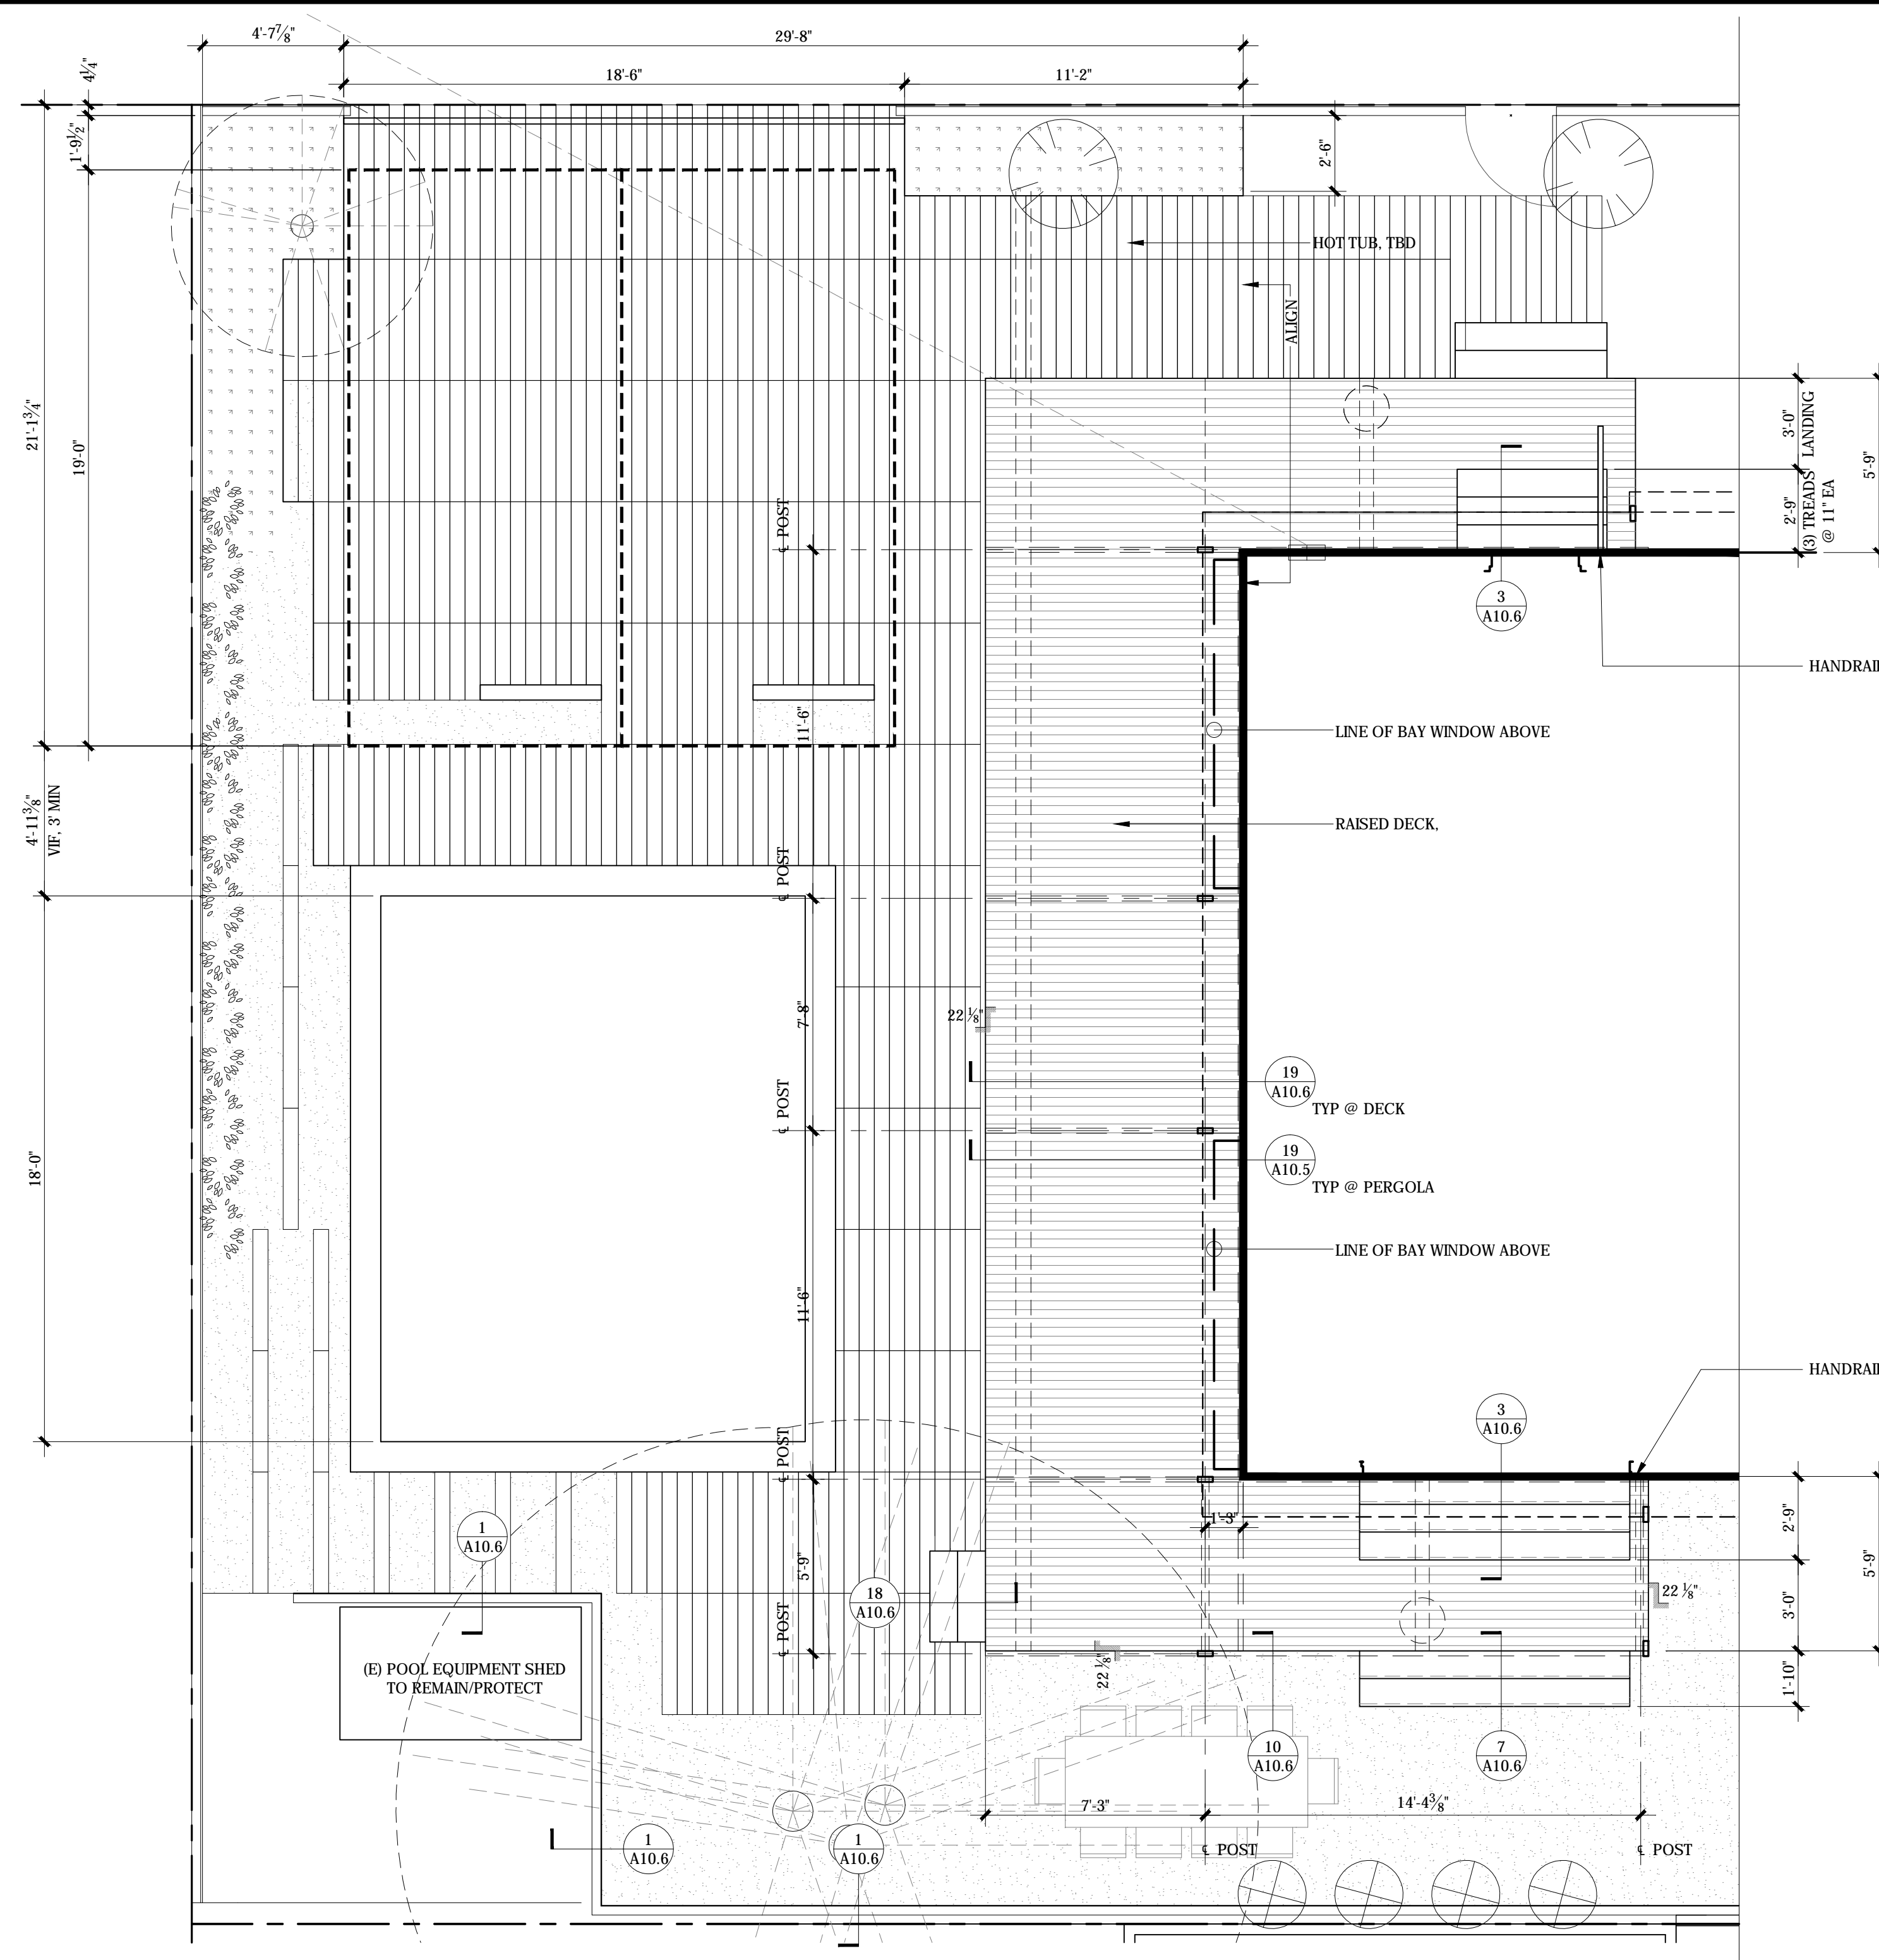 4'-7⅞"
29'-8"
4¼"
18'-6"
11'-2"
1'-9½"
2'-6"
HOT TUB, TBD
ALIGN
21'-1¾"
19'-0"
3'-0"
LANDING
5'-9"
2'-9"
(3) TREADS
@ 11" EA
℄ POST
3
A10.6
11'-6"
LINE OF BAY WINDOW ABOVE
4'-11⅜"
VIF, 3' MIN
RAISED DECK,
℄ POST
7'-8"
22 ⅛"
19
A10.6
TYP @ DECK
℄ POST
19
A10.5
TYP @ PERGOLA
18'-0"
LINE OF BAY WINDOW ABOVE
11'-6"
3
A10.6
℄ POST
1
A10.6
1'-3"
2'-9"
5'-9"
18
A10.6
5'-9"
22 ⅛"
3'-0"
℄ POST
(E) POOL EQUIPMENT SHED
TO REMAIN/PROTECT
22 ⅛"
1'-10"
10
A10.6
7
A10.6
7'-3"
14'-4⅜"
1
A10.6
1
A10.6
℄ POST
℄ POST